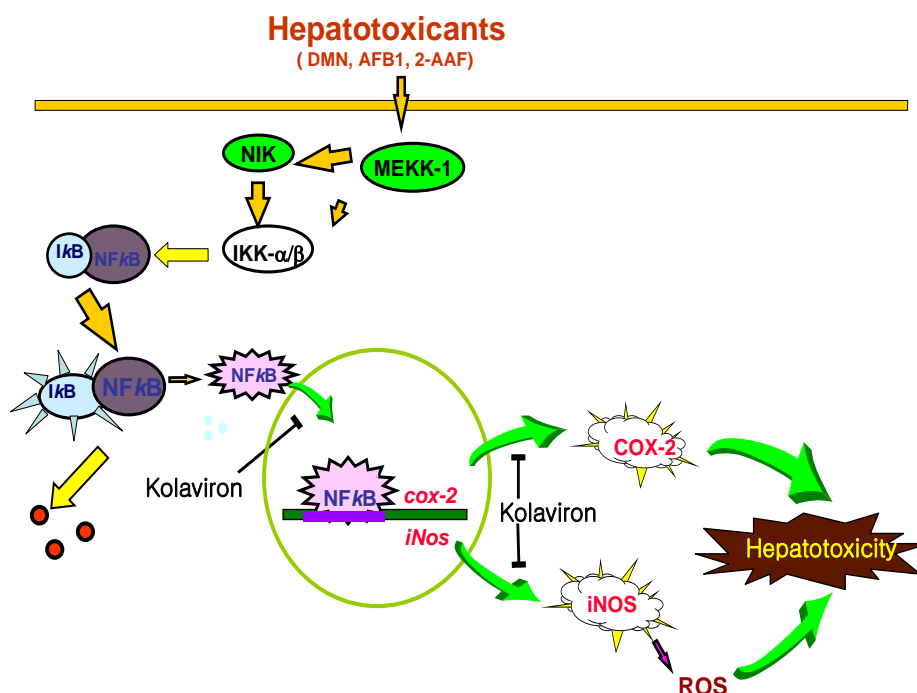 Hepatotoxicants
( DMN, AFB1, 2-AAF)
NIK
MEKK-1
IKK-α/β
IkB
NFkB
IkB
NFkB
NFkB
Kolaviron
NFkB
cox-2
iNos
Kolaviron
COX-2
iNOS
Hepatotoxicity
ROS